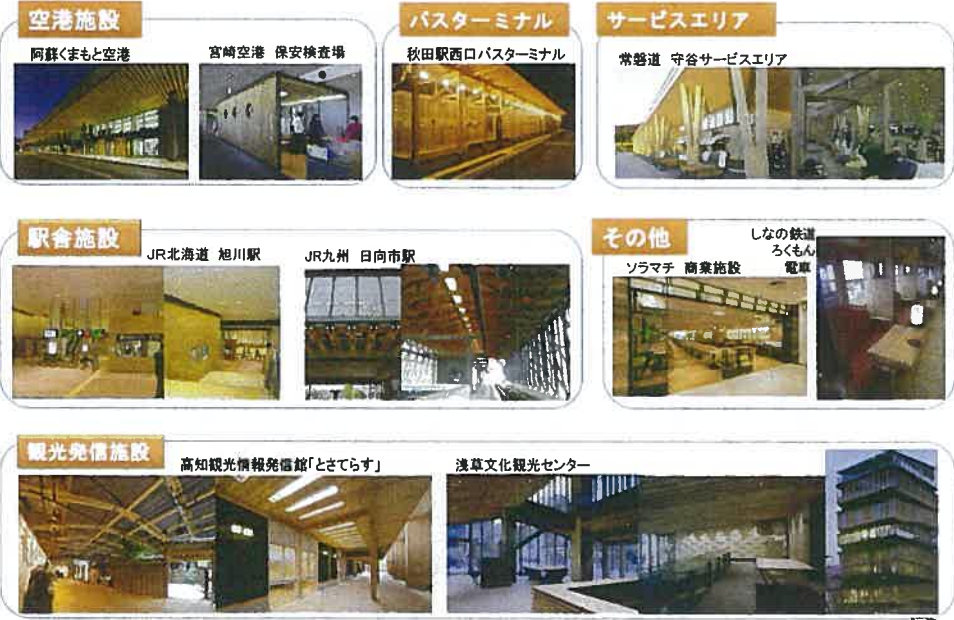 空港施設
阿蘇くまもと空港
宮崎空港 保安検査場
バスターミナル
秋田駅西口バスターミナル
サービスエリア
常磐道 守谷サービスエリア
駅舎施設
JR北海道 旭川駅
JR九州 日向市駅
その他
ソラマチ 商業施設
しなの鉄道
ろくもん
電車
観光発信施設
高知観光情報発信館「とさてらす」
浅草文化観光センター